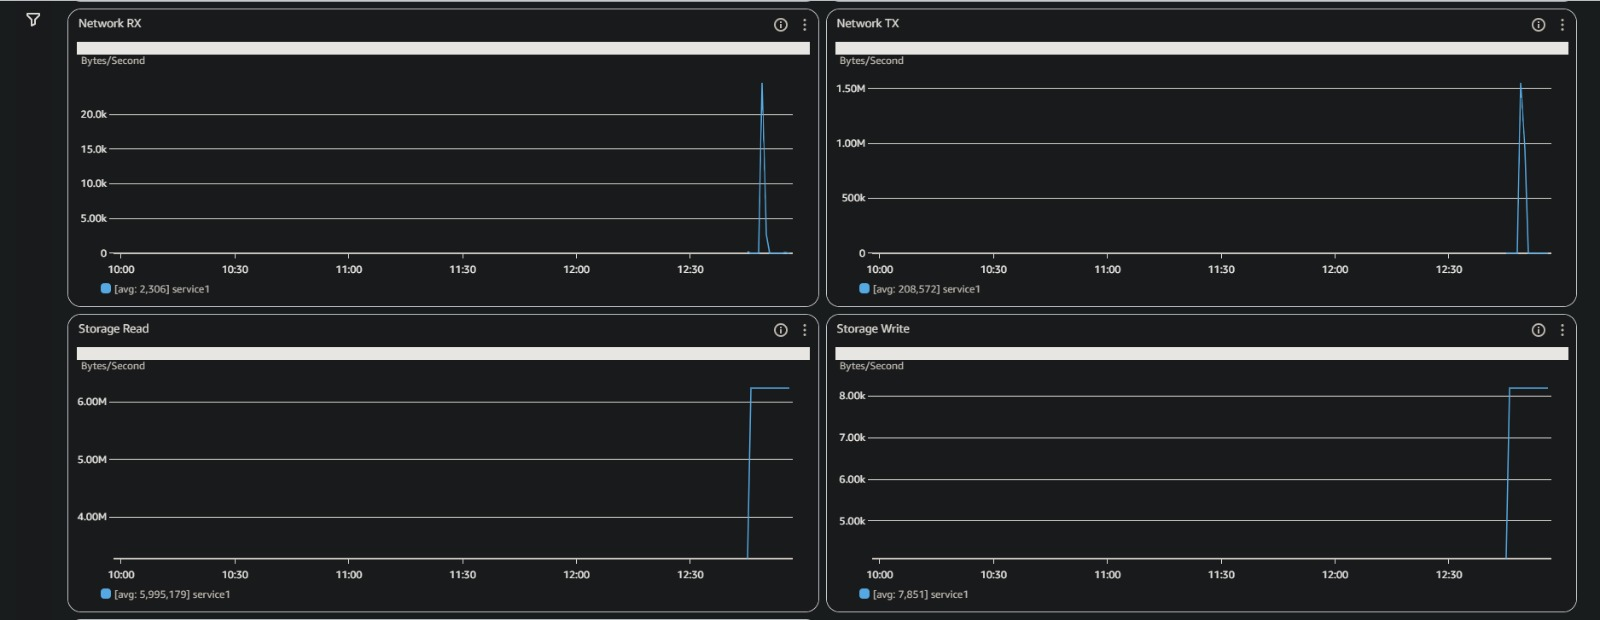 Network RX
Bytes/Second
20.0k
15.0k
10.0k
5.00k
0
10:00 10:30 11:00 11:30 12:00 12:30
[avg: 2,306] service1
Network TX
Bytes/Second
1.50M
1.00M
500k
0
10:00 10:30 11:00 11:30 12:00 12:30
[avg: 208,572] service1
Storage Read
Bytes/Second
6.00M
5.00M
4.00M
10:00 10:30 11:00 11:30 12:00 12:30
[avg: 5,995,179] service1
Storage Write
Bytes/Second
8.00k
7.00k
6.00k
5.00k
10:00 10:30 11:00 11:30 12:00 12:30
[avg: 7,851] service1